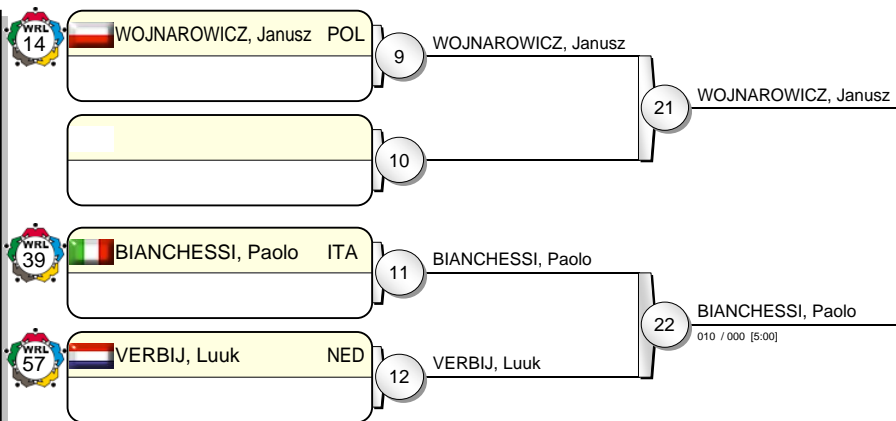 WRL
14
WOJNAROWICZ, Janusz POL
9
WOJNAROWICZ, Janusz
21
WOJNAROWICZ, Janusz
10
WRL
39
BIANCHESSI, Paolo ITA
11
BIANCHESSI, Paolo
22
BIANCHESSI, Paolo
010 / 000 [5:00]
WRL
57
VERBIJ, Luuk NED
12
VERBIJ, Luuk